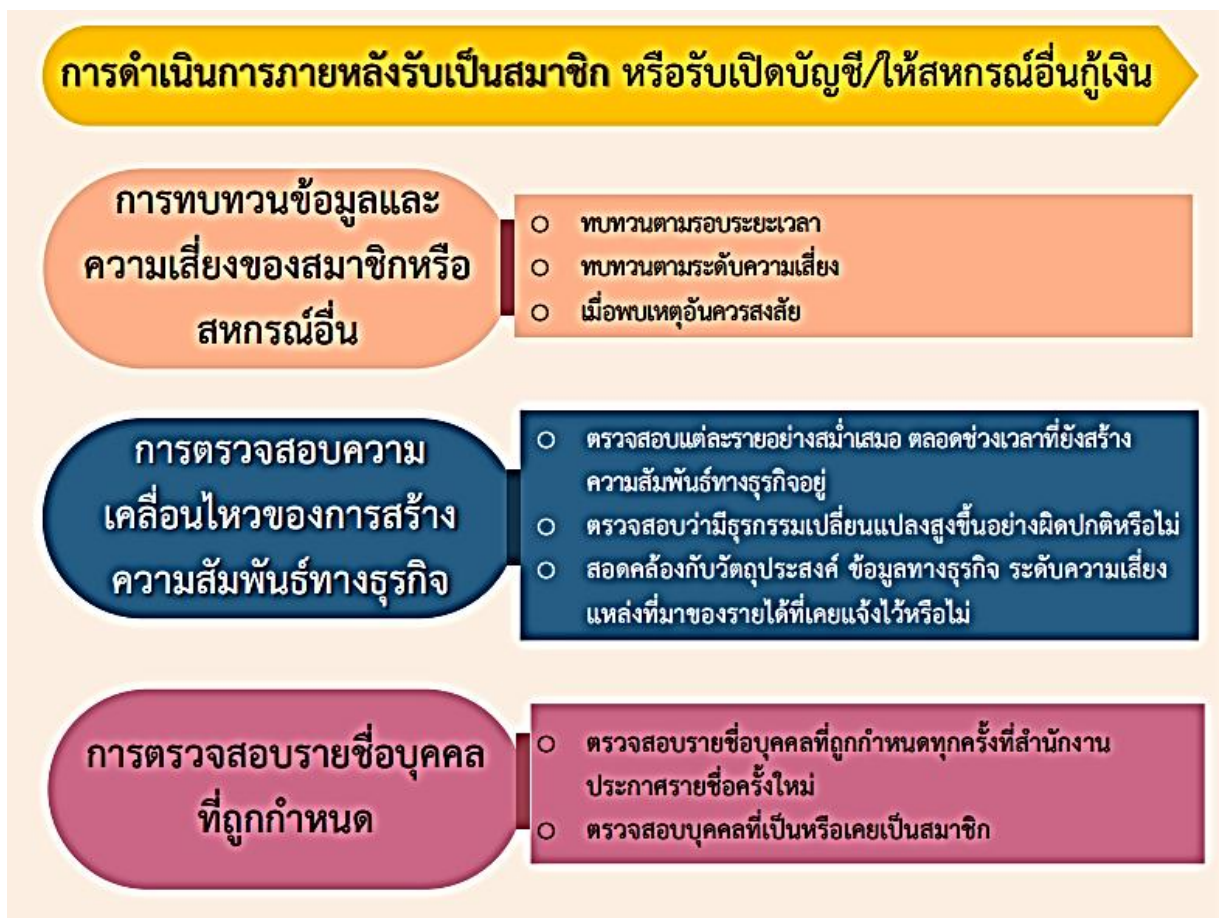 การดำเนินการภายหลังรับเป็นสมาชิก หรือรับเปิดบัญชี/ให้สหกรณ์อื่นกู้เงิน
การทบทวนข้อมูลและ
ความเสี่ยงของสมาชิกหรือ
สหกรณ์อื่น
○ ทบทวนตามรอบระยะเวลา
○ ทบทวนตามระดับความเสี่ยง
○ เมื่อพบเหตุอันควรสงสัย
การตรวจสอบความ
เคลื่อนไหวของการสร้าง
ความสัมพันธ์ทางธุรกิจ
○ ตรวจสอบแต่ละรายอย่างสม่ำเสมอ ตลอดช่วงเวลาที่ยังสร้าง
ความสัมพันธ์ทางธุรกิจอยู่
○ ตรวจสอบว่ามีธุรกรรมเปลี่ยนแปลงสูงขึ้นอย่างผิดปกติหรือไม่
○ สอดคล้องกับวัตถุประสงค์ ข้อมูลทางธุรกิจ ระดับความเสี่ยง
แหล่งที่มาของรายได้ที่เคยแจ้งไว้หรือไม่
การตรวจสอบรายชื่อบุคคล
ที่ถูกกำหนด
○ ตรวจสอบรายชื่อบุคคลที่ถูกกำหนดทุกครั้งที่สำนักงาน
ประกาศรายชื่อครั้งใหม่
○ ตรวจสอบบุคคลที่เป็นหรือเคยเป็นสมาชิก